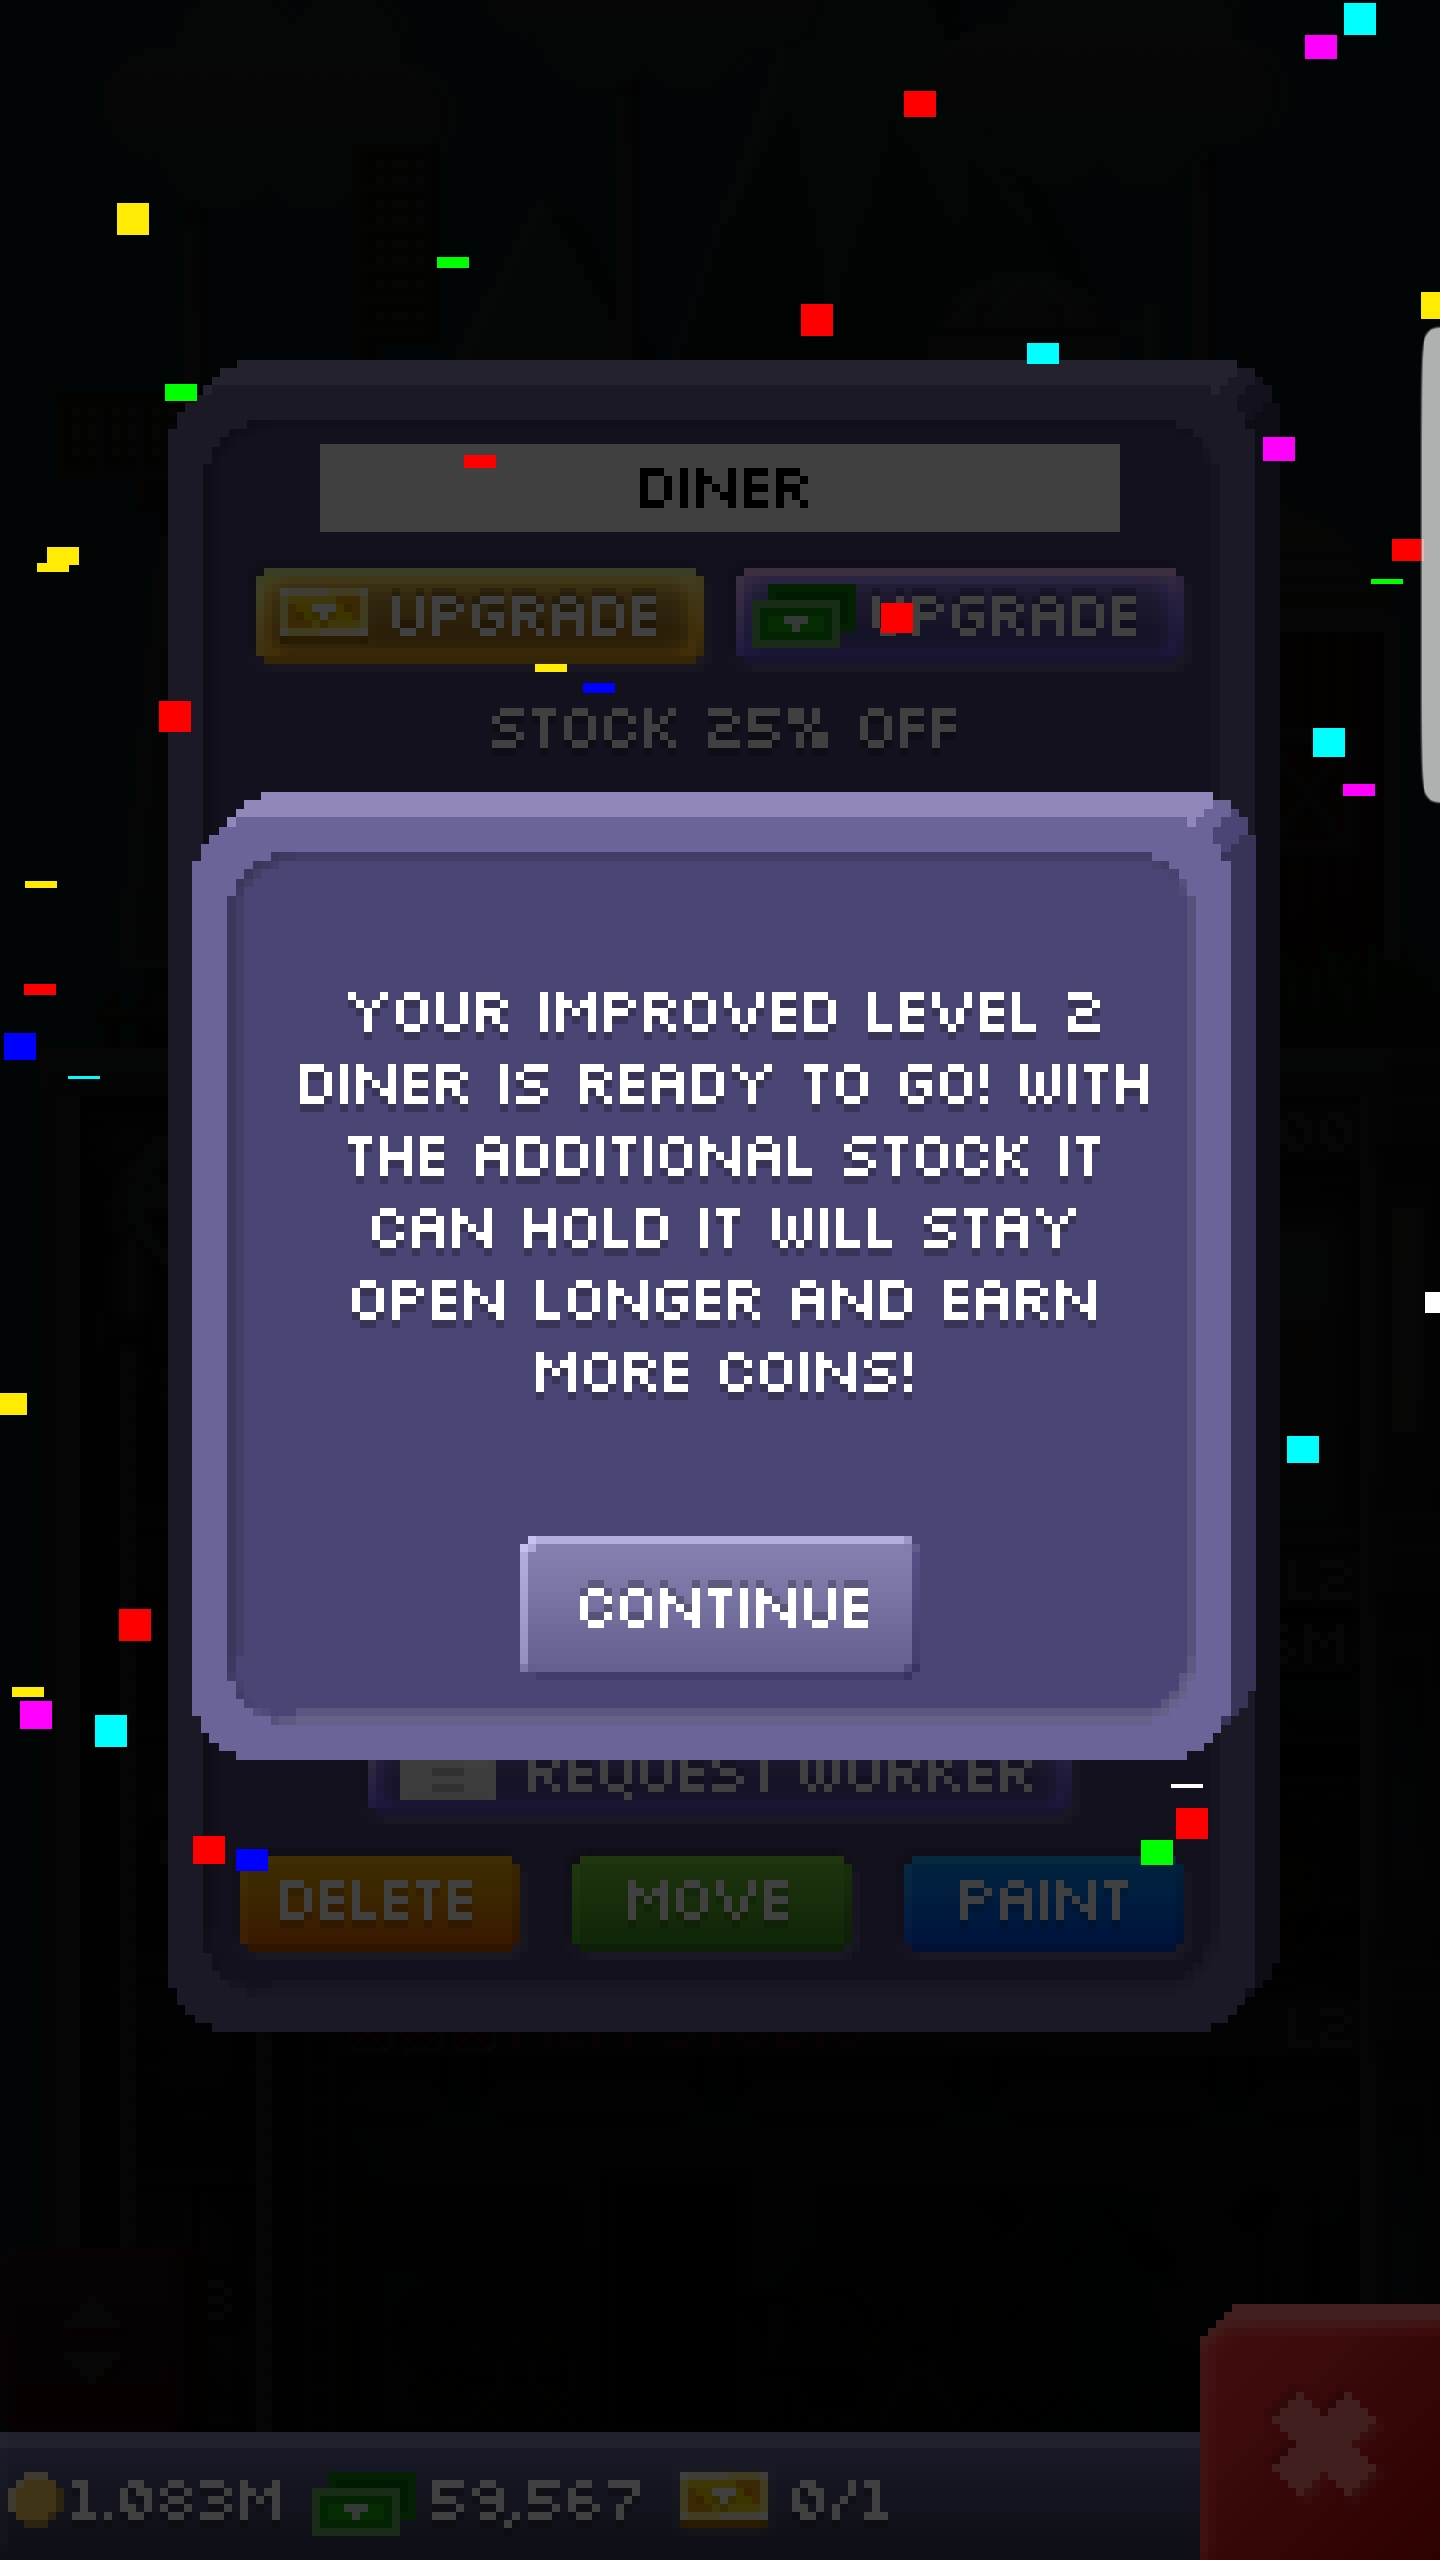 DINER
UPGRADE UPGRADE
STOCK 25% OFF
YOUR IMPROVED LEVEL 2
DINER IS READY TO GO! WITH
THE ADDITIONAL STOCK IT
CAN HOLD IT WILL STAY
OPEN LONGER AND EARN
MORE COINS!
CONTINUE
REQUEST WORKER
DELETE MOVE PAINT
1.083M 59,567 0/1